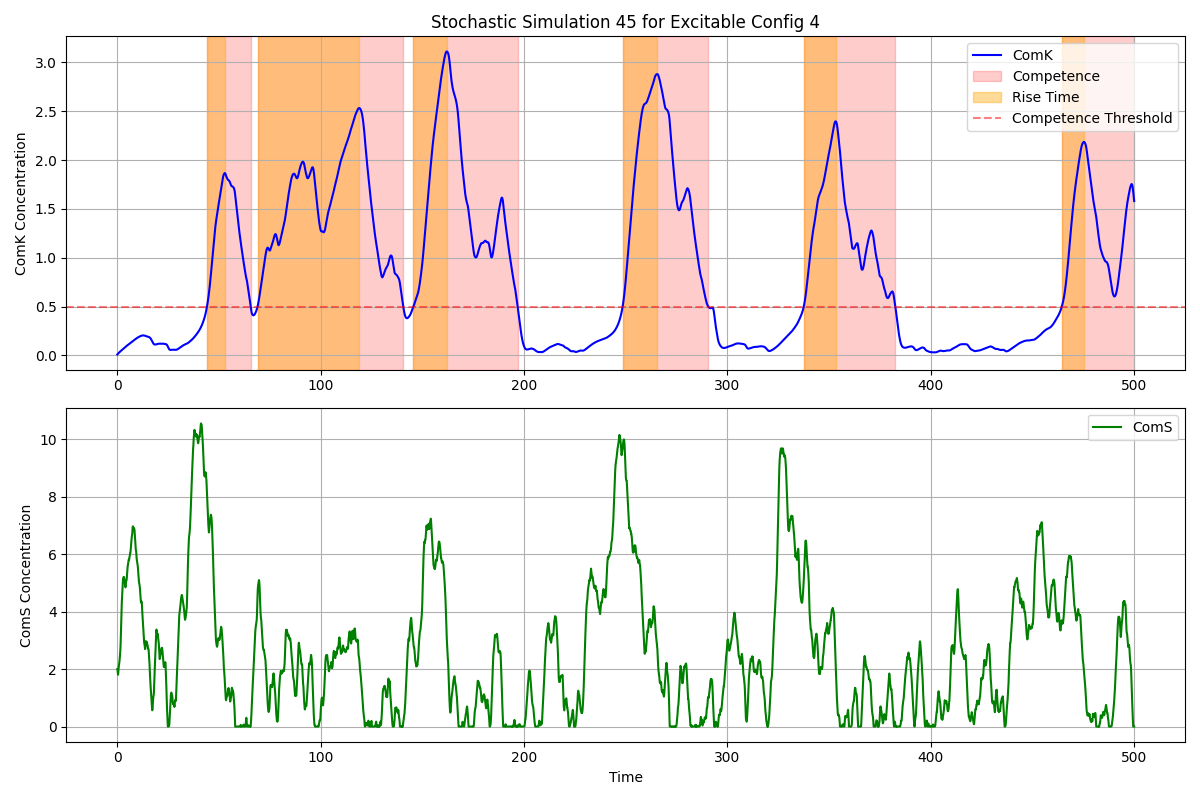 Stochastic Simulation 45 for Excitable Config 4
ComK Concentration
3.0
2.5
2.0
1.5
1.0
0.5
0.0
0 100 200 300 400 500
ComK
Competence
Rise Time
Competence Threshold
ComS Concentration
10
8
6
4
2
0
0 100 200 300 400 500
ComS
Time